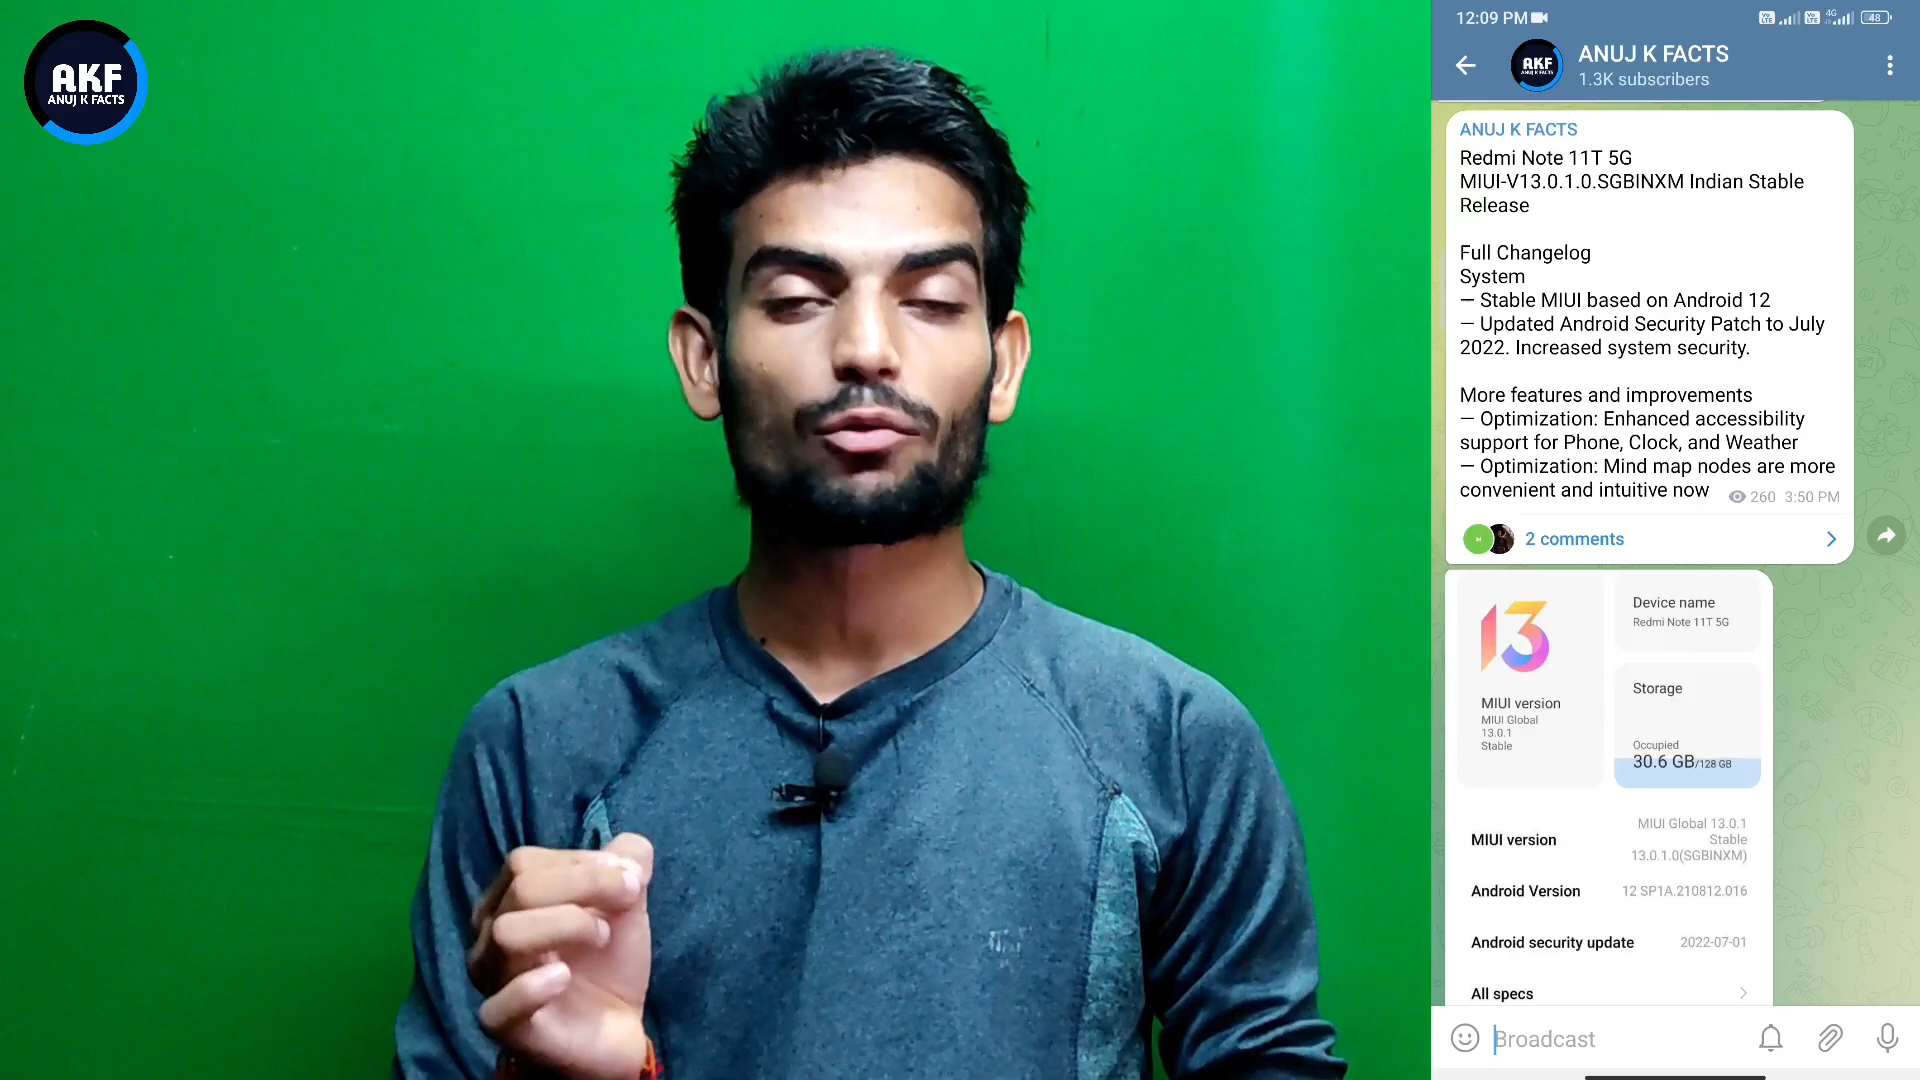 AKF
ANUJ K FACTS
12:09 PM
4G
48
AKF
ANUJ K FACTS
ANUJ K FACTS
1.3K subscribers
ANUJ K FACTS
Redmi Note 11T 5G
MIUI-V13.0.1.0.SGBINXM Indian Stable
Release
Full Changelog
System
— Stable MIUI based on Android 12
— Updated Android Security Patch to July
2022. Increased system security.
More features and improvements
— Optimization: Enhanced accessibility
support for Phone, Clock, and Weather
— Optimization: Mind map nodes are more
convenient and intuitive now
260 3:50 PM
2 comments
13
MIUI version
MIUI Global
13.0.1
Stable
Device name
Redmi Note 11T 5G
Storage
Occupied
30.6 GB/128 GB
MIUI version
MIUI Global 13.0.1
Stable
13.0.1.0(SGBINXM)
Android Version
12 SP1A.210812.016
Android security update
2022-07-01
All specs
Broadcast